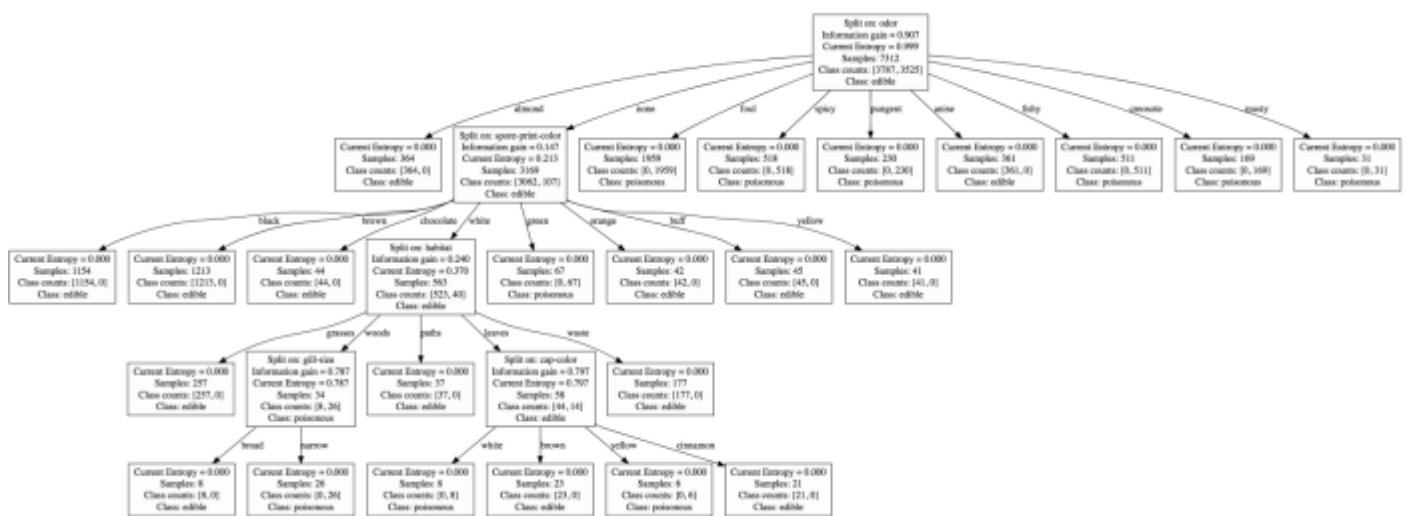 Split on: odor
Information gain = 0.907
Current Entropy = 0.999
Samples: 7312
Class counts: [3787, 3525]
Class: edible
almond
none
foul
spicy
pungent
anise
fishy
creosote
musty
Current Entropy = 0.000
Samples: 364
Class counts: [364, 0]
Class: edible
Split on: spore-print-color
Information gain = 0.147
Current Entropy = 0.213
Samples: 3169
Class counts: [3062, 107]
Class: edible
Current Entropy = 0.000
Samples: 1959
Class counts: [0, 1959]
Class: poisonous
Current Entropy = 0.000
Samples: 518
Class counts: [0, 518]
Class: poisonous
Current Entropy = 0.000
Samples: 230
Class counts: [0, 230]
Class: poisonous
Current Entropy = 0.000
Samples: 361
Class counts: [361, 0]
Class: edible
Current Entropy = 0.000
Samples: 511
Class counts: [0, 511]
Class: poisonous
Current Entropy = 0.000
Samples: 169
Class counts: [0, 169]
Class: poisonous
Current Entropy = 0.000
Samples: 31
Class counts: [0, 31]
Class: poisonous
black
brown
chocolate
white
green
orange
buff
yellow
Current Entropy = 0.000
Samples: 1154
Class counts: [1154, 0]
Class: edible
Current Entropy = 0.000
Samples: 1213
Class counts: [1213, 0]
Class: edible
Current Entropy = 0.000
Samples: 44
Class counts: [44, 0]
Class: edible
Split on: habitat
Information gain = 0.240
Current Entropy = 0.370
Samples: 563
Class counts: [523, 40]
Class: edible
Current Entropy = 0.000
Samples: 67
Class counts: [0, 67]
Class: poisonous
Current Entropy = 0.000
Samples: 42
Class counts: [42, 0]
Class: edible
Current Entropy = 0.000
Samples: 45
Class counts: [45, 0]
Class: edible
Current Entropy = 0.000
Samples: 41
Class counts: [41, 0]
Class: edible
grasses
woods
paths
leaves
waste
Current Entropy = 0.000
Samples: 257
Class counts: [257, 0]
Class: edible
Split on: gill-size
Information gain = 0.787
Current Entropy = 0.787
Samples: 34
Class counts: [8, 26]
Class: poisonous
Current Entropy = 0.000
Samples: 37
Class counts: [37, 0]
Class: edible
Split on: cap-color
Information gain = 0.797
Current Entropy = 0.797
Samples: 58
Class counts: [44, 14]
Class: edible
Current Entropy = 0.000
Samples: 177
Class counts: [177, 0]
Class: edible
broad
narrow
white
brown
yellow
cinnamon
Current Entropy = 0.000
Samples: 8
Class counts: [8, 0]
Class: edible
Current Entropy = 0.000
Samples: 26
Class counts: [0, 26]
Class: poisonous
Current Entropy = 0.000
Samples: 8
Class counts: [0, 8]
Class: poisonous
Current Entropy = 0.000
Samples: 23
Class counts: [23, 0]
Class: edible
Current Entropy = 0.000
Samples: 6
Class counts: [0, 6]
Class: poisonous
Current Entropy = 0.000
Samples: 21
Class counts: [21, 0]
Class: edible